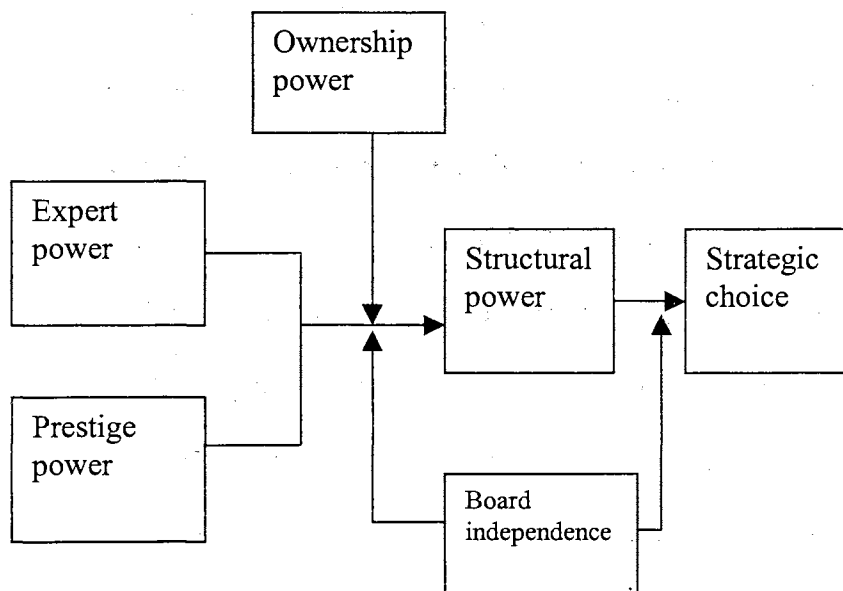 Ownership
power
Expert
power
Structural
power
Strategic
choice
Prestige
power
Board
independence